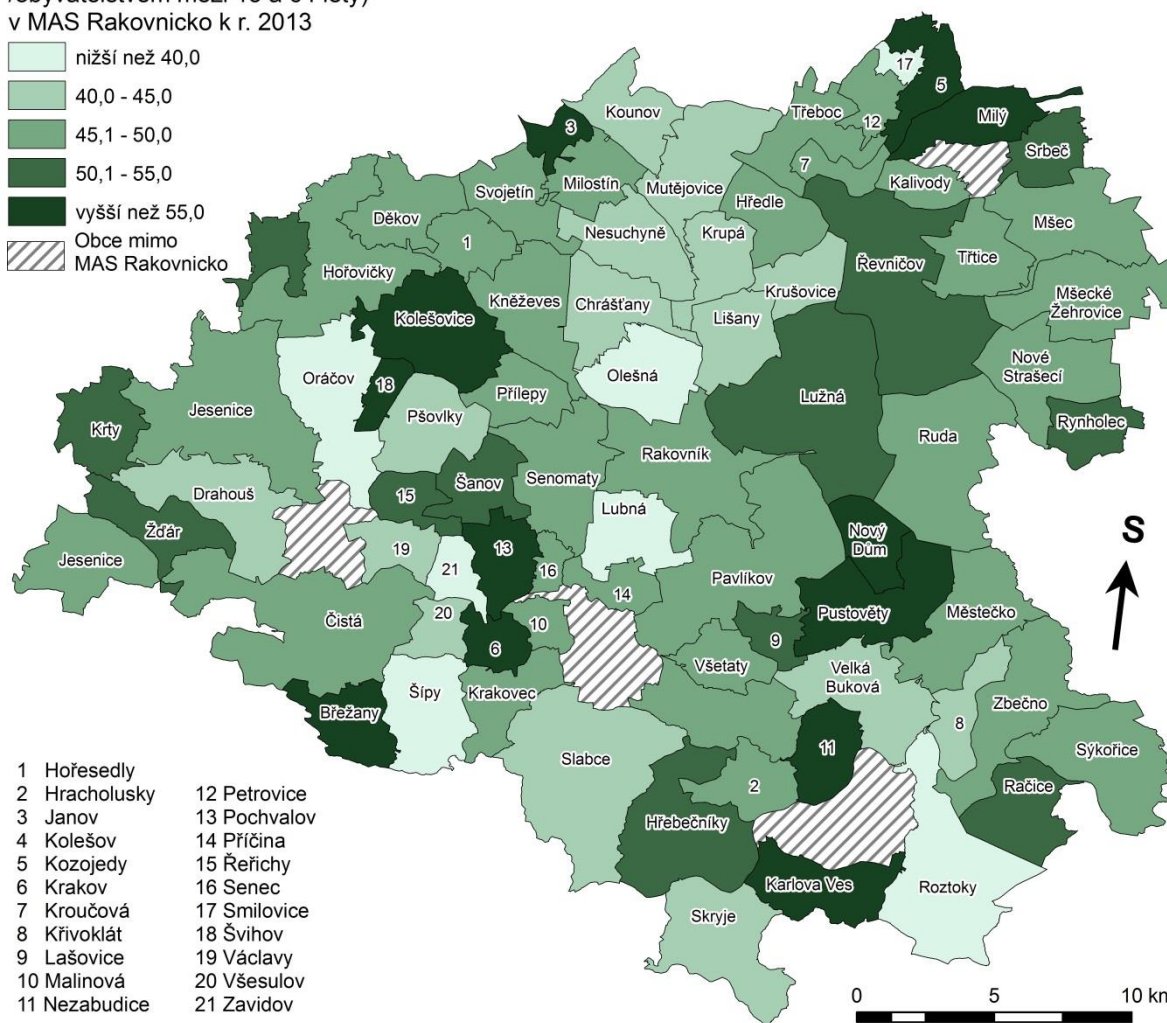 v MAS Rakovnicko k r. 2013
nižší než 40,0
40,0 - 45,0
45,1 - 50,0
50,1 - 55,0
vyšší než 55,0
Obce mimo
MAS Rakovnicko
17
5
Kounov
Třeboc
12
Milý
3
Srbeč
7
Svojetín
Milostín
Mutějovice
Kalivody
Hředle
Děkov
Mšec
Nesuchyně
Krupá
1
Řevničov
Třtice
Hořovičky
Kněževes
Krušovice
Mšecké
Žehrovice
Chrášťany
Kolešovice
Lišany
Nové
Strašecí
Oráčov
Olešná
18
Přílepy
Lužná
Jesenice
Pšovlky
Rynholec
Krty
Ruda
Rakovník
Šanov
Senomaty
15
Drahouš
Lubná
Žďár
Nový
Dům
S
19
13
Jesenice
21
16
Pavlíkov
14
20
Pustověty
Městečko
Čistá
10
9
6
Všetaty
Velká
Buková
Šípy
Krakovec
Zbečno
Břežany
8
11
Sýkořice
Slabce
2
Račice
Hřebečníky
Karlova Ves
Roztoky
Skryje
1 Hořesedly
2 Hracholusky
3 Janov
4 Kolešov
5 Kozojedy
6 Krakov
7 Kroučová
8 Křivoklát
9 Lašovice
10 Malinová
11 Nezabudice
12 Petrovice
13 Pochvalov
14 Příčina
15 Řeřichy
16 Senec
17 Smilovice
18 Švihov
19 Václavy
20 Všesulov
21 Zavidov
0 5 10 km